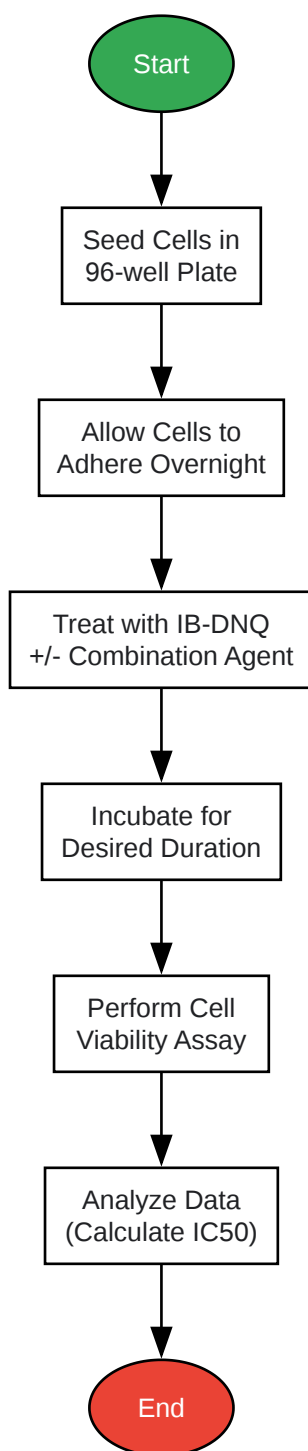 Start
Seed Cells in
96-well Plate
Allow Cells to
Adhere Overnight
Treat with IB-DNQ
+/- Combination Agent
Incubate for
Desired Duration
Perform Cell
Viability Assay
Analyze Data
(Calculate IC50)
End